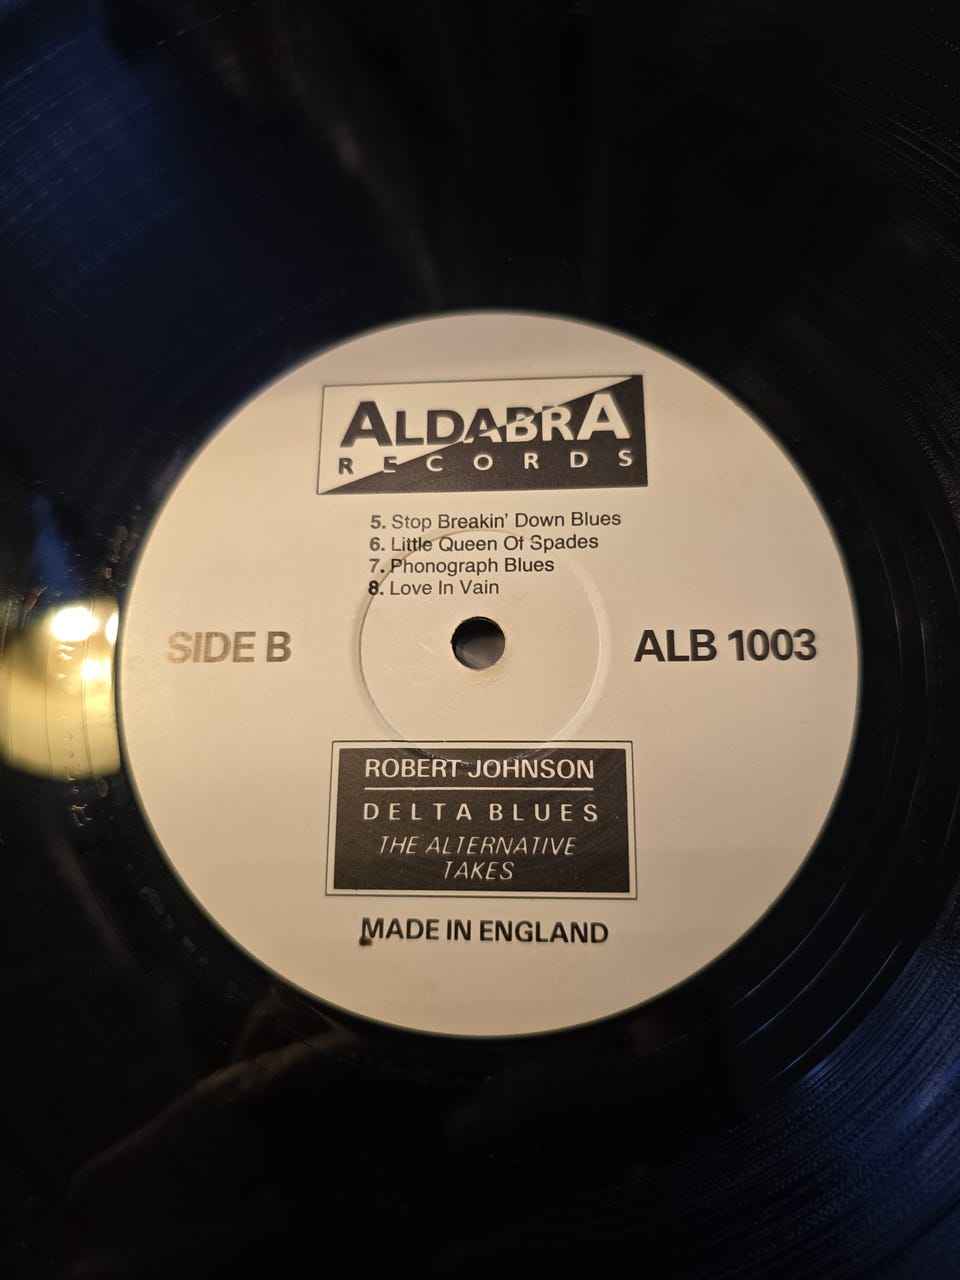 ALDABRA
RECORDS
5. Stop Breakin' Down Blues
6. Little Queen Of Spades
7. Phonograph Blues
8. Love In Vain
SIDE B
ALB 1003
ROBERT JOHNSON
DELTA BLUES
THE ALTERNATIVE
TAKES
MADE IN ENGLAND